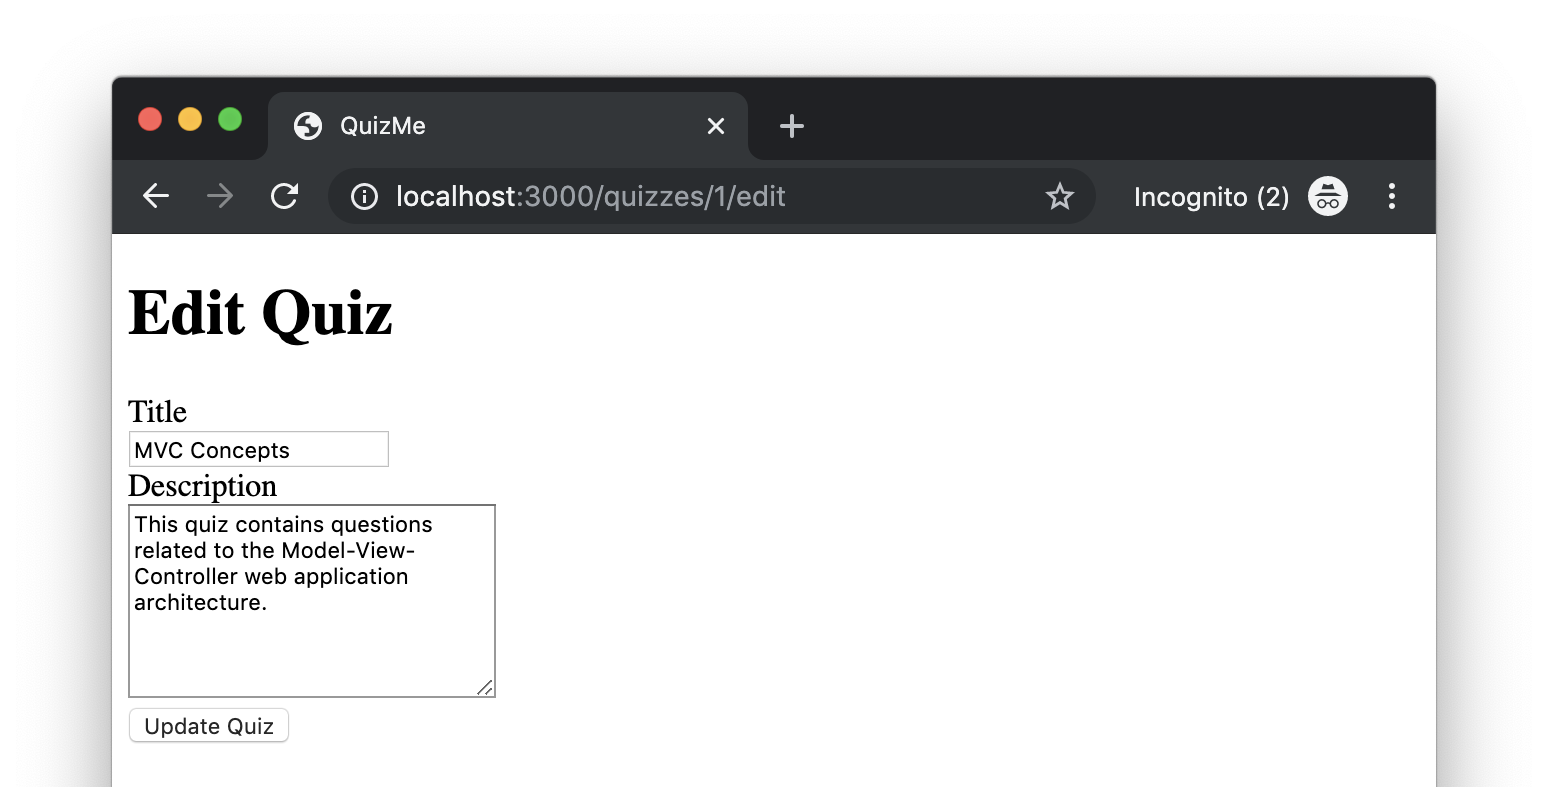 QuizMe
localhost:3000/quizzes/1/edit
Incognito (2)
Edit Quiz
Title
MVC Concepts
Description
This quiz contains questions
related to the Model-View-
Controller web application
architecture.
Update Quiz